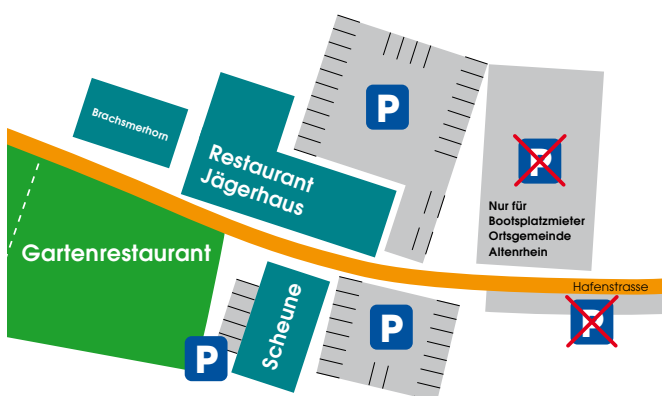 Brachsmerhorn
Restaurant
Jägerhaus
P
P
Nur für
Bootsplatzmieter
Ortsgemeinde
Altenrhein
Gartenrestaurant
Hafenstrasse
Scheune
P
P
P